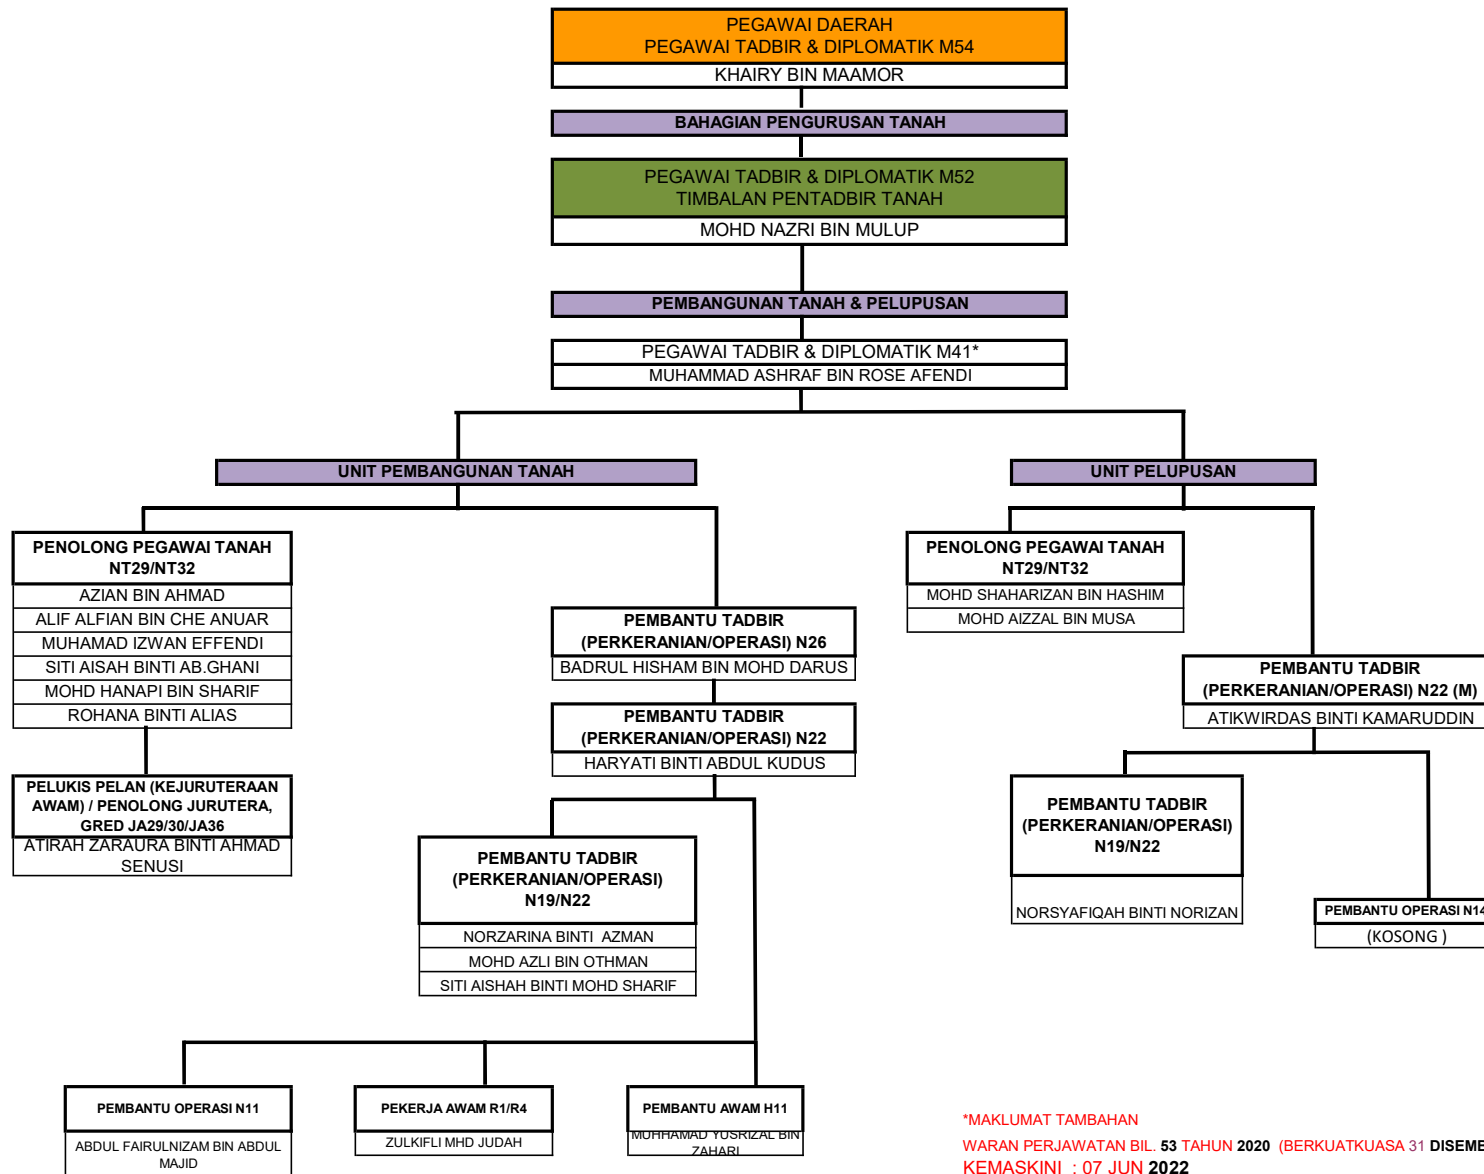 PEGAWAI DAERAH
PEGAWAI TADBIR & DIPLOMATIK M54
KHAIRY BIN MAAMOR
BAHAGIAN PENGURUSAN TANAH
PEGAWAI TADBIR & DIPLOMATIK M52
TIMBALAN PENTADBIR TANAH
MOHD NAZRI BIN MULUP
PEMBANGUNAN TANAH & PELUPUSAN
PEGAWAI TADBIR & DIPLOMATIK M41*
MUHAMMAD ASHRAF BIN ROSE AFENDI
UNIT PEMBANGUNAN TANAH
PENOLONG PEGAWAI TANAH
NT29/NT32
AZIAN BIN AHMAD
ALIF ALFIAN BIN CHE ANUAR
MUHAMAD IZWAN EFFENDI
SITI AISAH BINTI AB.GHANI
MOHD HANAPI BIN SHARIF
ROHANA BINTI ALIAS
PELUKIS PELAN (KEJURUTERAAN
AWAM) / PENOLONG JURUTERA,
GRED JA29/30/JA36
ATIRAH ZARAURA BINTI AHMAD
SENUSI
PEMBANTU TADBIR
(PERKERANIAN/OPERASI) N26
BADRUL HISHAM BIN MOHD DARUS
PEMBANTU TADBIR
(PERKERANIAN/OPERASI) N22
HARYATI BINTI ABDUL KUDUS
PEMBANTU TADBIR
(PERKERANIAN/OPERASI)
N19/N22
NORZARINA BINTI AZMAN
MOHD AZLI BIN OTHMAN
SITI AISHAH BINTI MOHD SHARIF
PEMBANTU OPERASI N11
ABDUL FAIRULNIZAM BIN ABDUL
MAJID
PEKERJA AWAM R1/R4
ZULKIFLI MHD JUDAH
PEMBANTU AWAM H11
MUHHAMAD YUSRIZAL BIN
ZAHARI
UNIT PELUPUSAN
PENOLONG PEGAWAI TANAH
NT29/NT32
MOHD SHAHARIZAN BIN HASHIM
MOHD AIZZAL BIN MUSA
PEMBANTU TADBIR
(PERKERANIAN/OPERASI) N22 (M)
ATIKWIRDAS BINTI KAMARUDDIN
PEMBANTU TADBIR
(PERKERANIAN/OPERASI)
N19/N22
NORSYAFIQAH BINTI NORIZAN
PEMBANTU OPERASI N14
(KOSONG )
*MAKLUMAT TAMBAHAN
WARAN PERJAWATAN BIL. 53 TAHUN 2020 (BERKUATKUASA 31
KEMASKINI : 07 JUN 2022